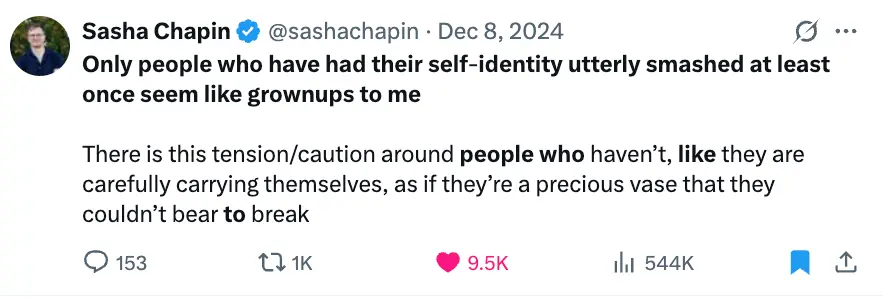 Sasha Chapin @sashachapin · Dec 8, 2024
Only people who have had their self-identity utterly smashed at least
once seem like grownups to me
There is this tension/caution around people who haven’t, like they are
carefully carrying themselves, as if they’re a precious vase that they
couldn’t bear to break
153 1K 9.5K 544K